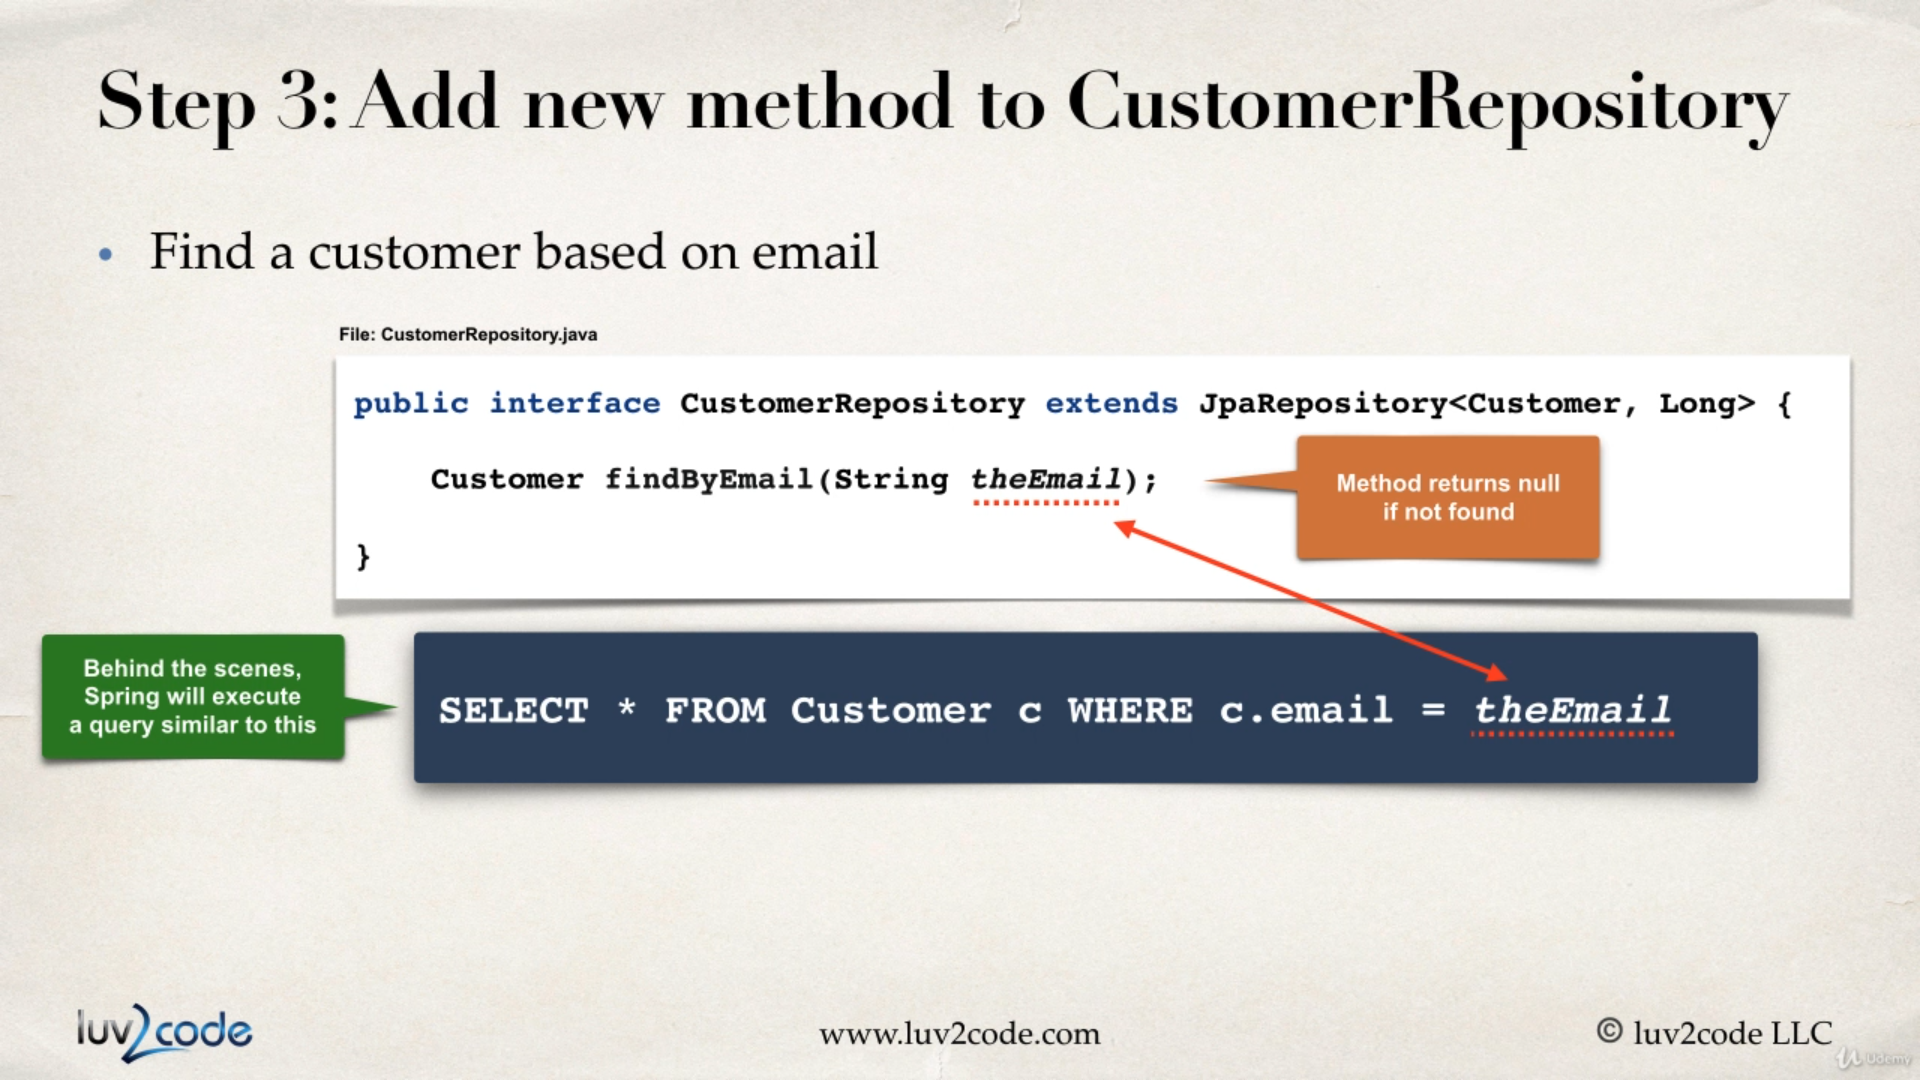 Step 3: Add new method to CustomerRepository
• Find a customer based on email
File: CustomerRepository.java
public interface CustomerRepository extends JpaRepository<Customer, Long> {
Customer findByEmail(String theEmail);
Method returns null
if not found
}
Behind the scenes,
Spring will execute
a query similar to this
SELECT * FROM Customer c WHERE c.email = theEmail
luv2code
www.luv2code.com
© luv2code LLC
Udemy